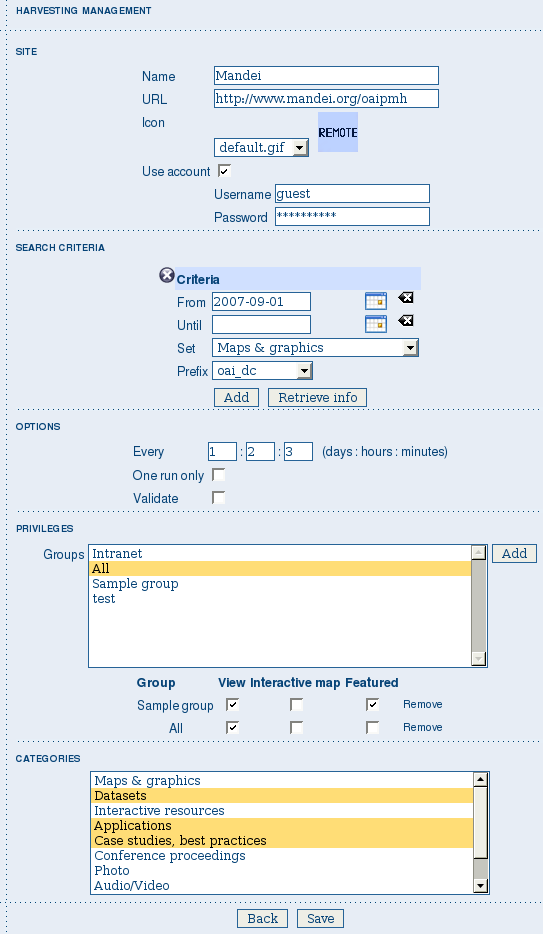 HARVESTING MANAGEMENT
SITE
Name Mandei
URL http://www.mandei.org/oaipmh
Icon
default.gif REMOTE
Use account
Username guest
Password **********
SEARCH CRITERIA
Criteria
From 2007-09-01
Until
Set Maps & graphics
Prefix oai_dc
Add Retrieve info
OPTIONS
Every 1 : 2 : 3 (days : hours : minutes)
One run only
Validate
PRIVILEGES
Groups Intranet Add
All
Sample group
test
Group View Interactive map Featured
Sample group Remove
All Remove
CATEGORIES
Maps & graphics
Datasets
Interactive resources
Applications
Case studies, best practices
Conference proceedings
Photo
Audio/Video
Back Save